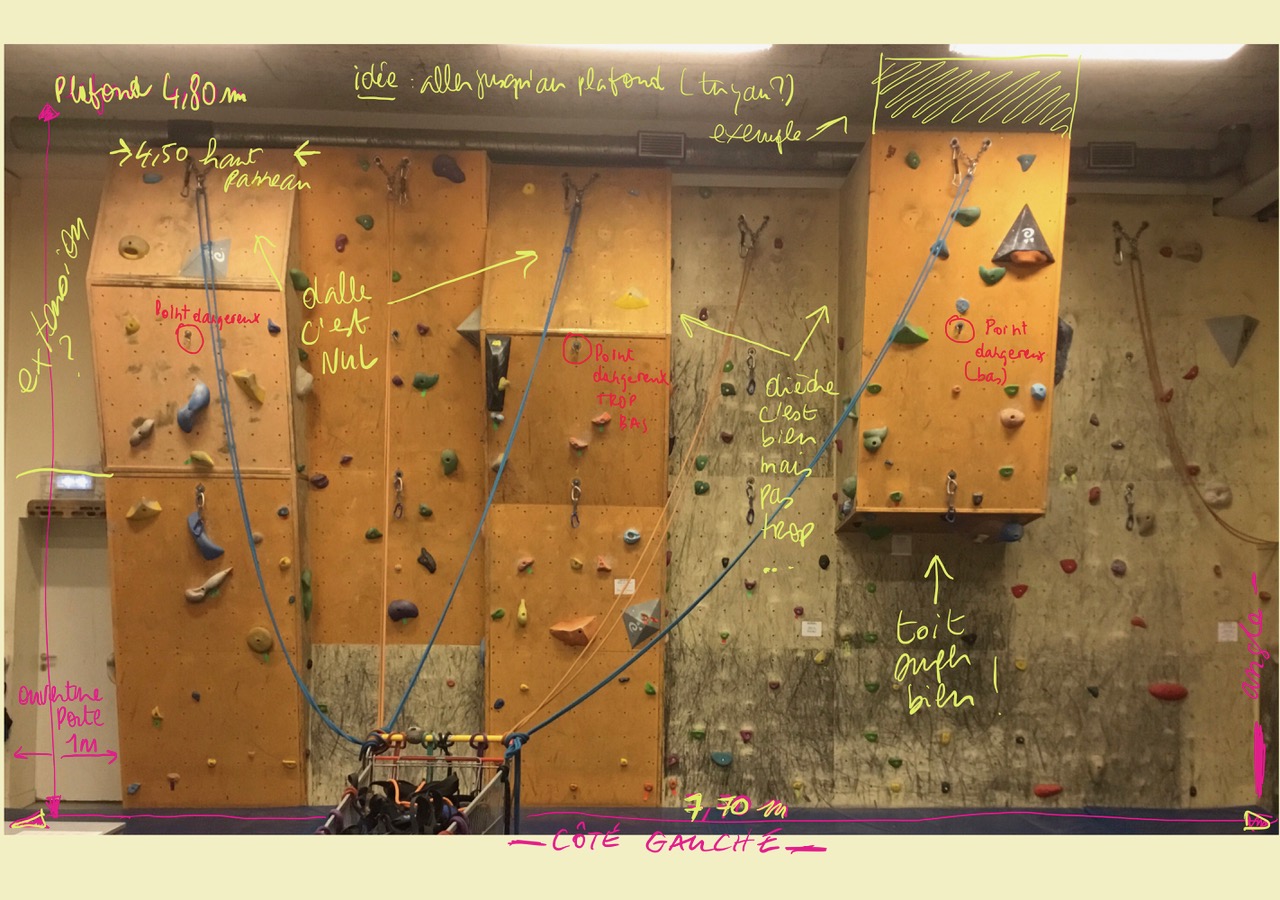 Plafond 4,80 m
idée : aller jusqu'au plafond (tuyau?)
exemple
4,50 haut
panneau
extension
?
Point dangereux
dalle
c'est
NUL
Point
dangereux
TROP
BAS
Point
dangereux
(bas)
dièdre
c'est
bien
mais
pas
trop
...
toit
super
bien !
ouverture
Porte
1m
angle
7,70 m
CÔTÉ GAUCHE